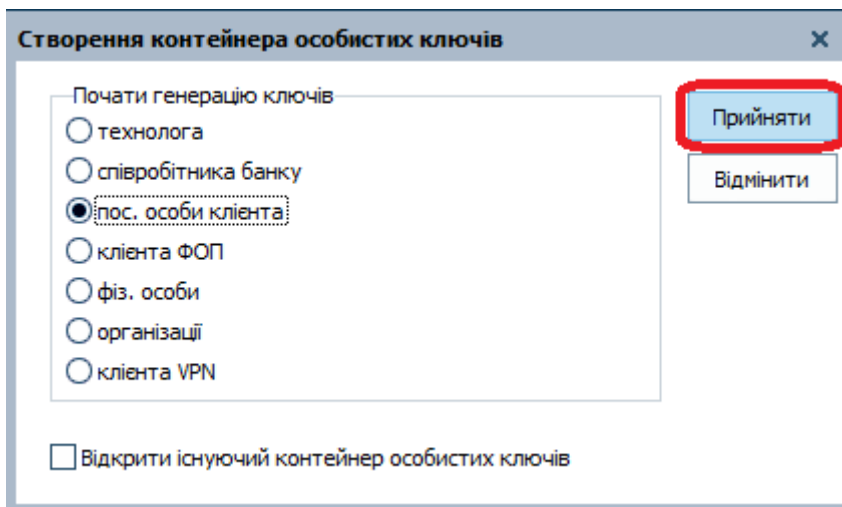 Створення контейнера особистих ключів
Почати генерацію ключів
технолога
співробітника банку
пос. особи клієнта
клієнта ФОП
фіз. особи
організації
клієнта VPN
Прийняти
Відмінити
Відкрити існуючий контейнер особистих ключів